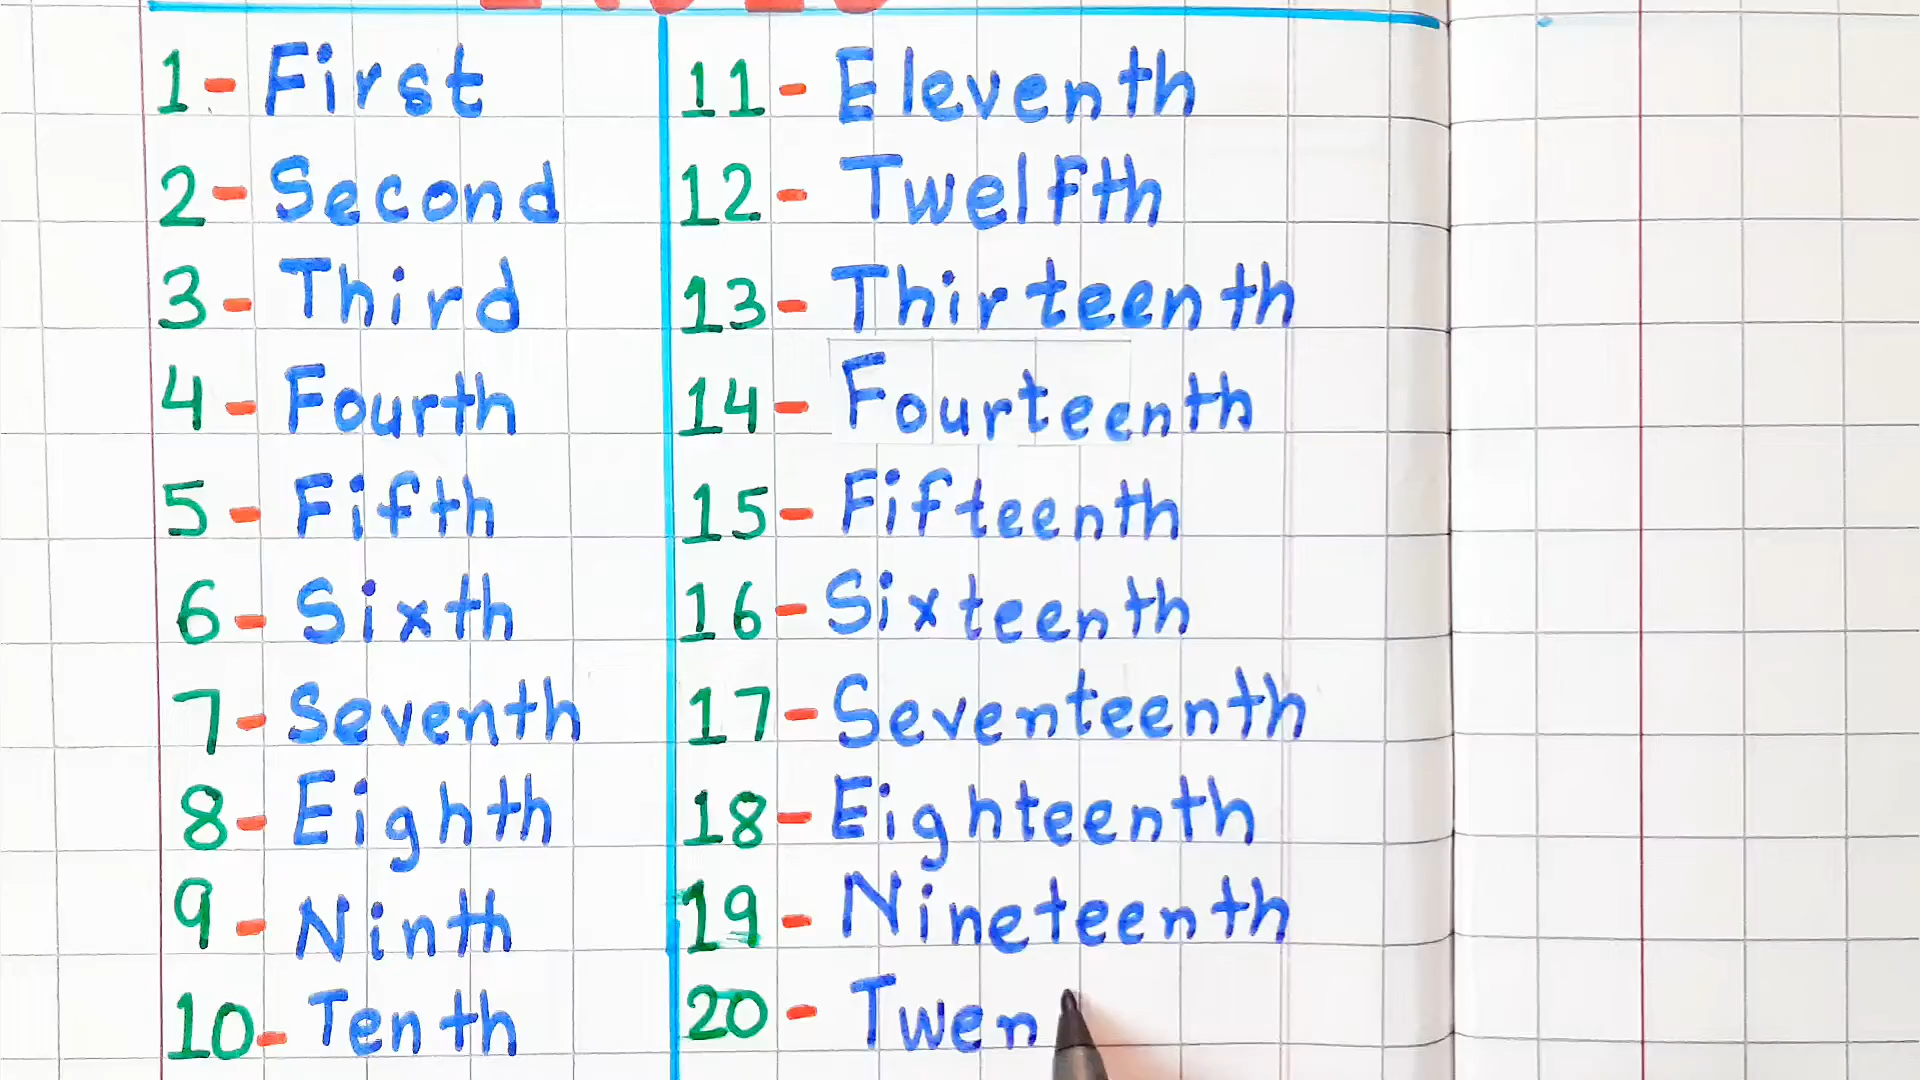 1 - First
2 - Second
3 - Third
4 - Fourth
5 - Fifth
6 - Sixth
7 - Seventh
8 - Eighth
9 - Ninth
10 - Tenth
11 - Eleventh
12 - Twelfth
13 - Thirteenth
14 - Fourteenth
15 - Fifteenth
16 - Sixteenth
17 - Seventeenth
18 - Eighteenth
19 - Nineteenth
20 - Twen